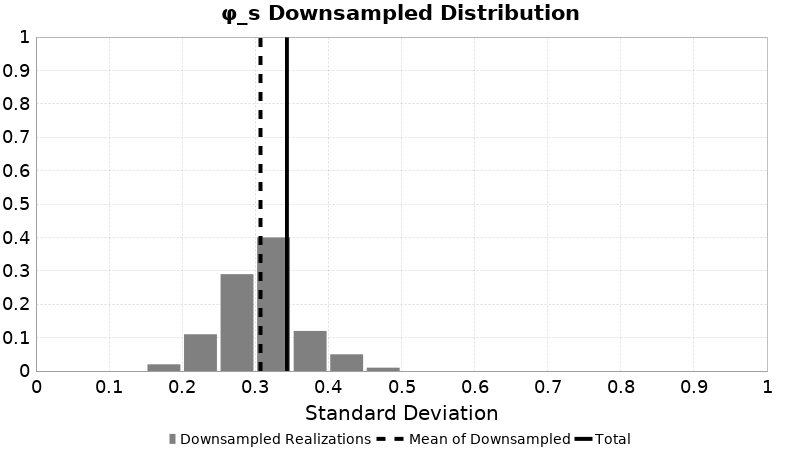 φ_s Downsampled Distribution
1
0.9
0.8
0.7
0.6
0.5
0.4
0.3
0.2
0.1
0
0 0.1 0.2 0.3 0.4 0.5 0.6 0.7 0.8 0.9 1
Standard Deviation
Downsampled Realizations Mean of Downsampled Total